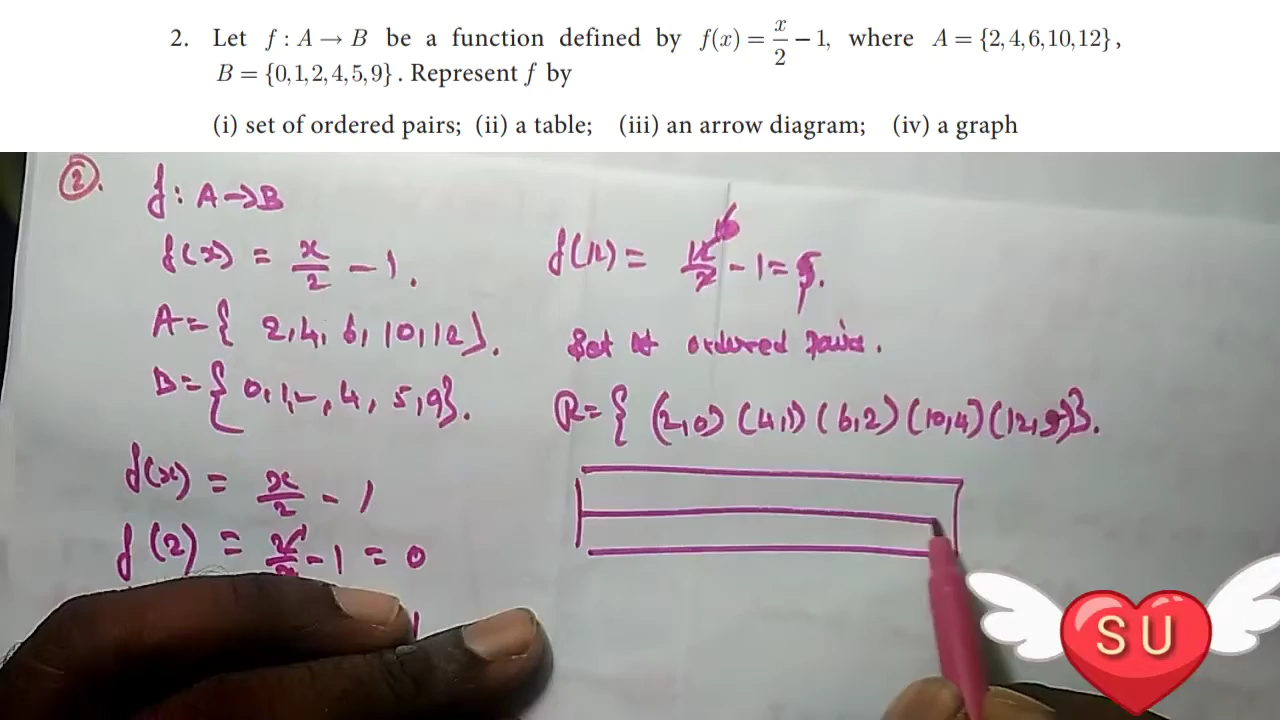 2. Let f : A → B be a function defined by f(x) = x/2 − 1, where A = {2, 4, 6, 10, 12},
B = {0, 1, 2, 4, 5, 9}. Represent f by
(i) set of ordered pairs; (ii) a table; (iii) an arrow diagram; (iv) a graph
②.
f : A → B
f(x) = x/2 − 1.
A = { 2, 4, 6, 10, 12}.
B = { 0, 1, 2, 4, 5, 9}.
f(x) = x/2 − 1
f(2) = 2/2 − 1 = 0
1
f(12) = 12/2 6 − 1 = 5.
Set of ordered pairs.
R = { (2,0) (4,1) (6,2) (10,4) (12,5)}.
S U